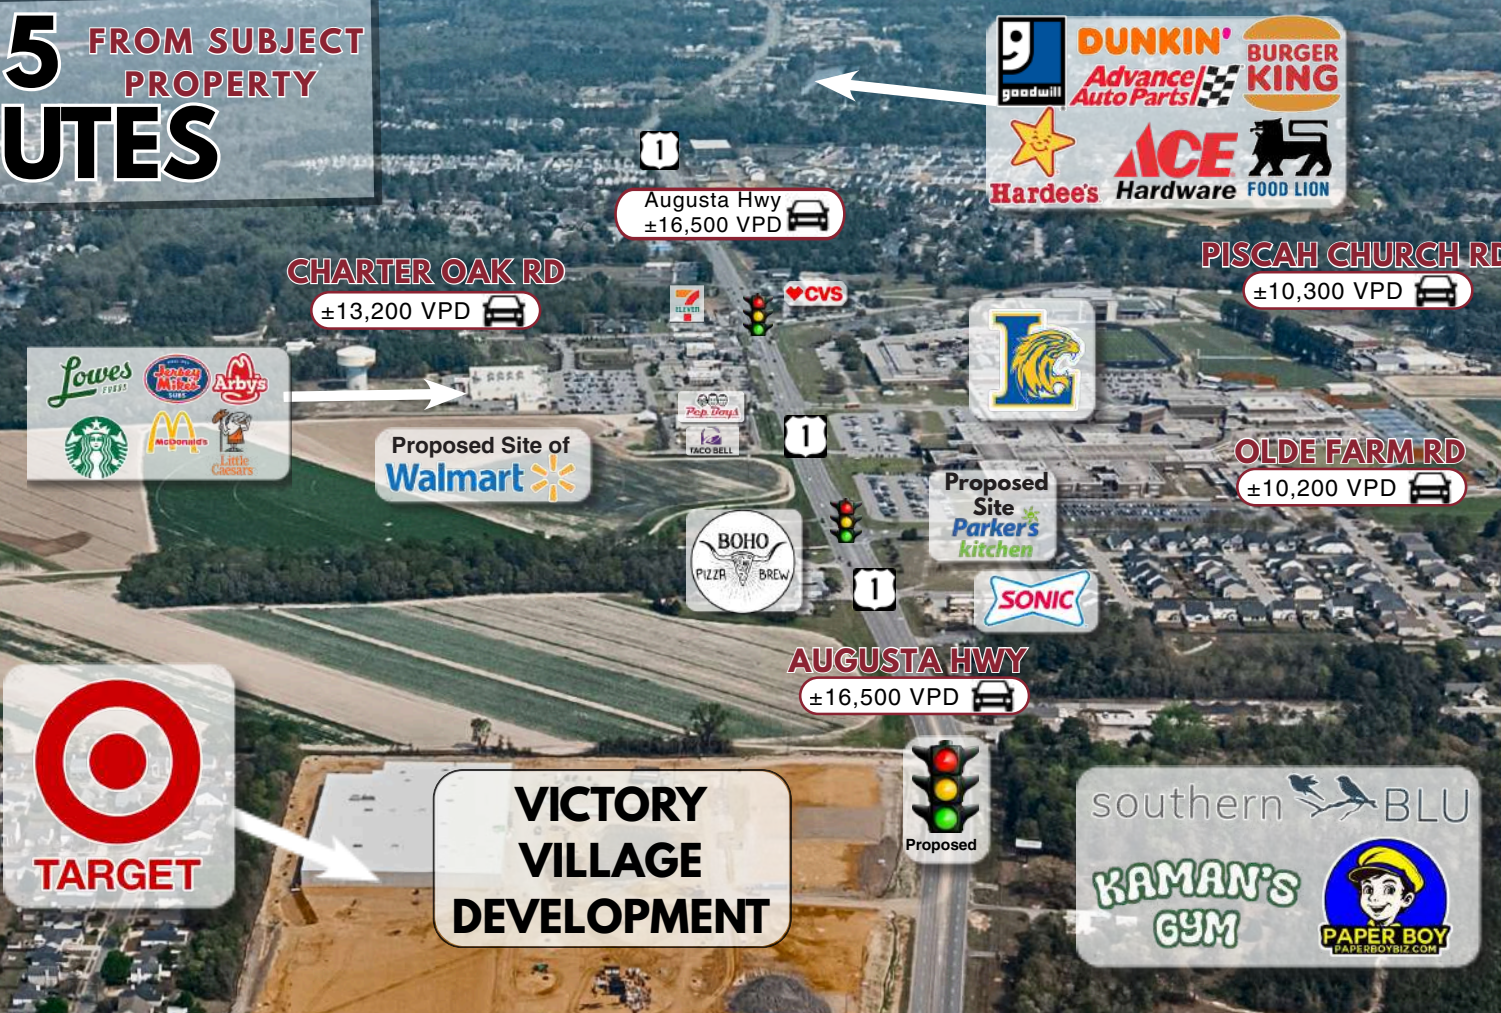 5
FROM SUBJECT
PROPERTY
UTES
goodwill
DUNKIN'
Advance
Auto Parts
BURGER
KING
Hardee's
ACE
Hardware
FOOD LION
1
Augusta Hwy
±16,500 VPD
CHARTER OAK RD
±13,200 VPD
7
ELEVEN
CVS
PISCAH CHURCH RD
±10,300 VPD
Lowes
FOODS
Jersey
Mike's
SUBS
Arby's
McDonald's
Little
Caesars
Proposed Site of
Walmart
Pep Boys
TACO BELL
1
L
OLDE FARM RD
±10,200 VPD
Proposed
Site
Parker's
kitchen
BOHO
PIZZA BREW
1
SONIC
AUGUSTA HWY
±16,500 VPD
TARGET
VICTORY
VILLAGE
DEVELOPMENT
Proposed
southern BLU
KAMAN'S
GYM
PAPER BOY
PAPERBOYBIZ.COM